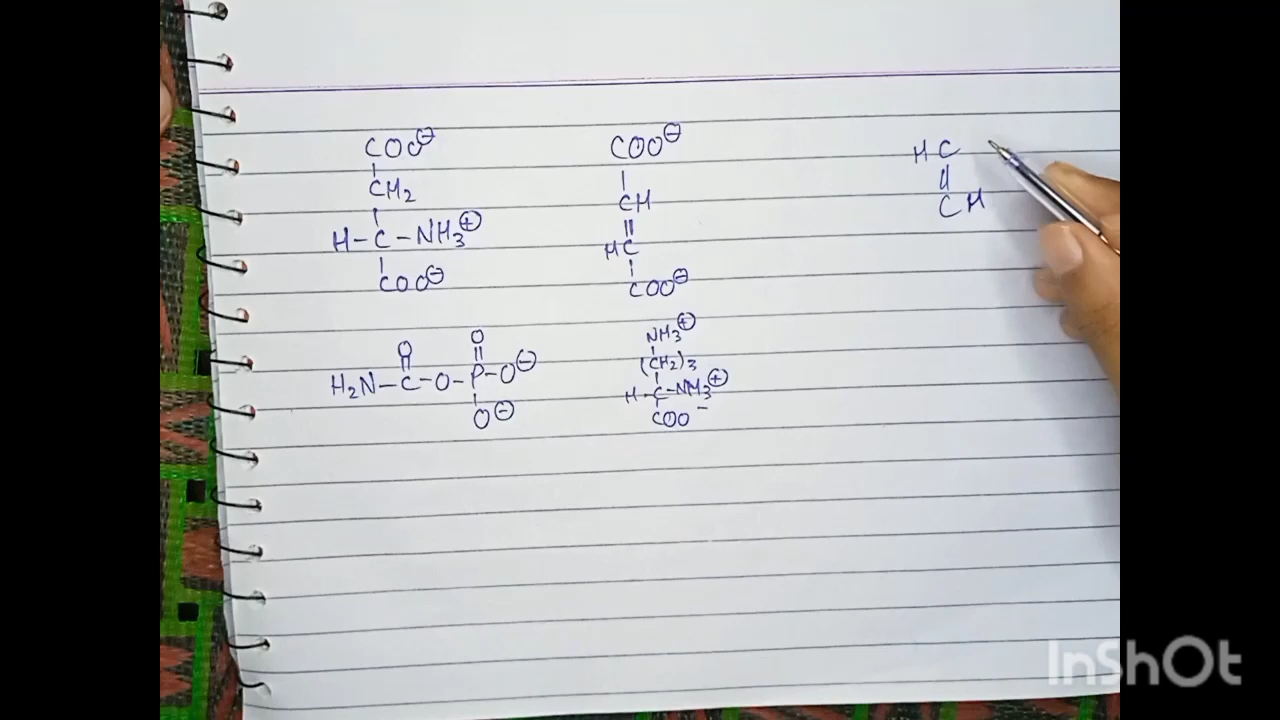 COO⊖ COO⊖ HC
CH2 CH ||
H-C-NH3⊕ || CH
COO⊖ HC
COO⊖
O O NH3⊕
|| || (CH2)3
H2N-C-O-P-O⊖ H-C-NH3⊕
O⊖ COO-
InShOt